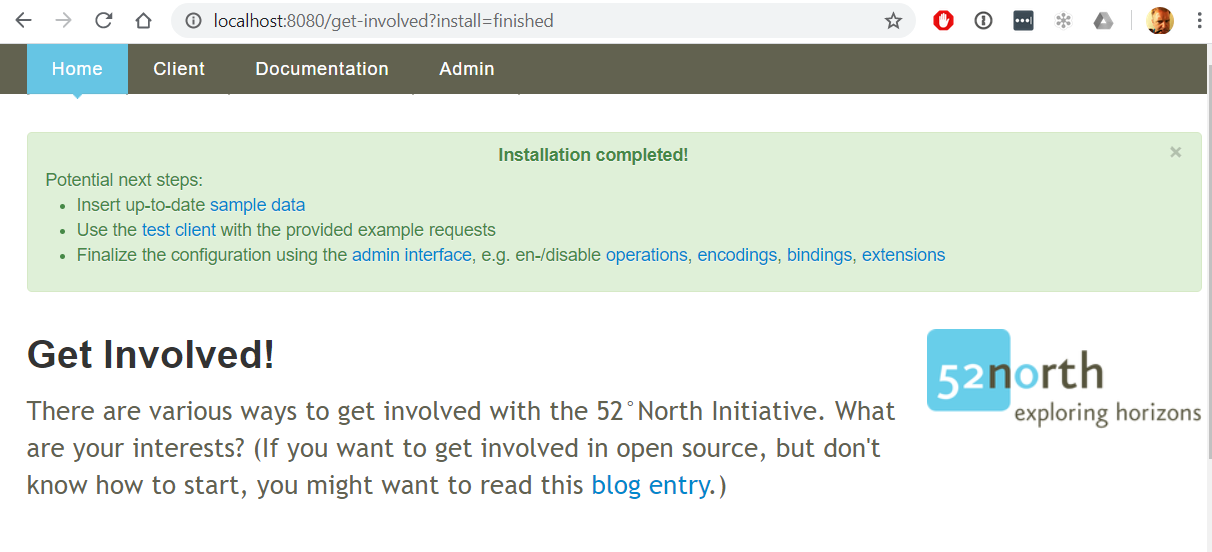 localhost:8080/get-involved?install=finished
Home Client Documentation Admin
Installation completed!
×
Potential next steps:
• Insert up-to-date sample data
• Use the test client with the provided example requests
• Finalize the configuration using the admin interface, e.g. en-/disable operations, encodings, bindings, extensions
Get Involved!
52north
exploring horizons
There are various ways to get involved with the 52°North Initiative. What
are your interests? (If you want to get involved in open source, but don't
know how to start, you might want to read this blog entry.)